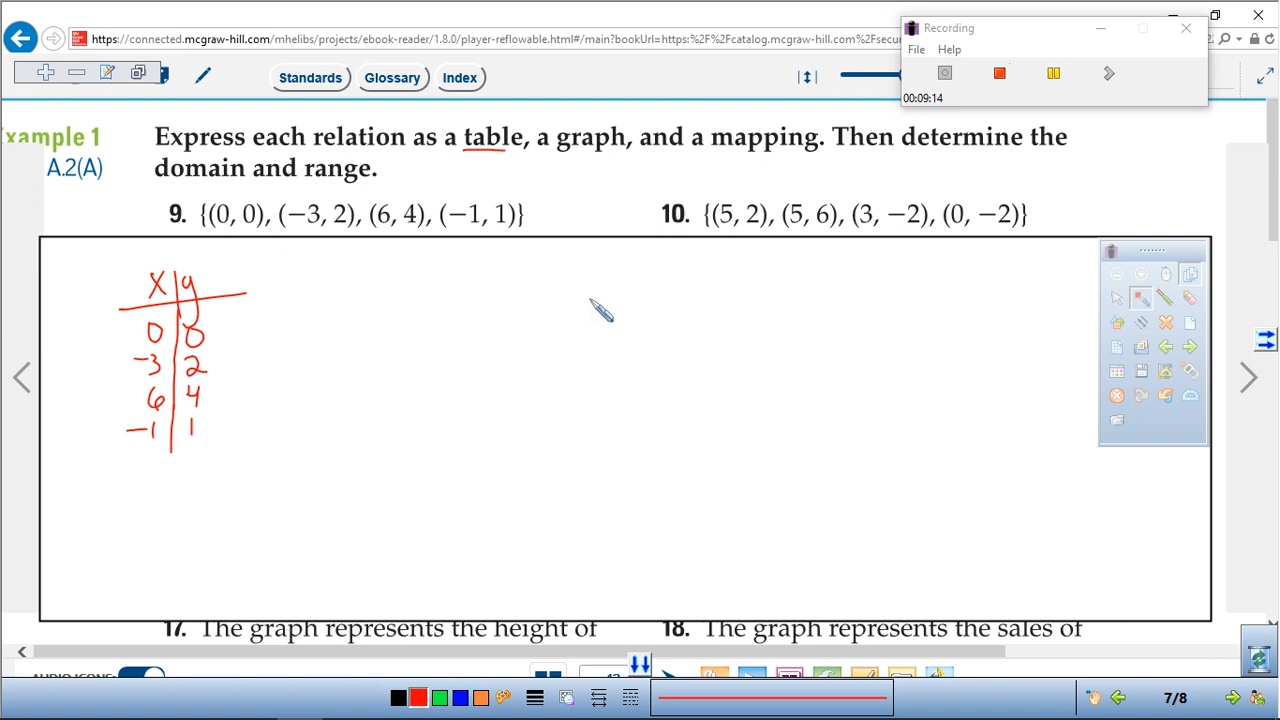 Recording
https://connected.mcgraw-hill.com/mhelibs/projects/ebook-reader/1.8.0/player-reflowable.html#/main?bookUrl=https:%2F%2Fcatalog.mcgraw-hill.com%2Fsecur
File Help
Standards Glossary Index
00:09:14
xample 1 Express each relation as a table, a graph, and a mapping. Then determine the
A.2(A) domain and range.
9. {(0, 0), (−3, 2), (6, 4), (−1, 1)} 10. {(5, 2), (5, 6), (3, −2), (0, −2)}
X y
0 0
-3 2
6 4
-1 1
17. The graph represents the height of 18. The graph represents the sales of
AUDIO ICONS:
7/8